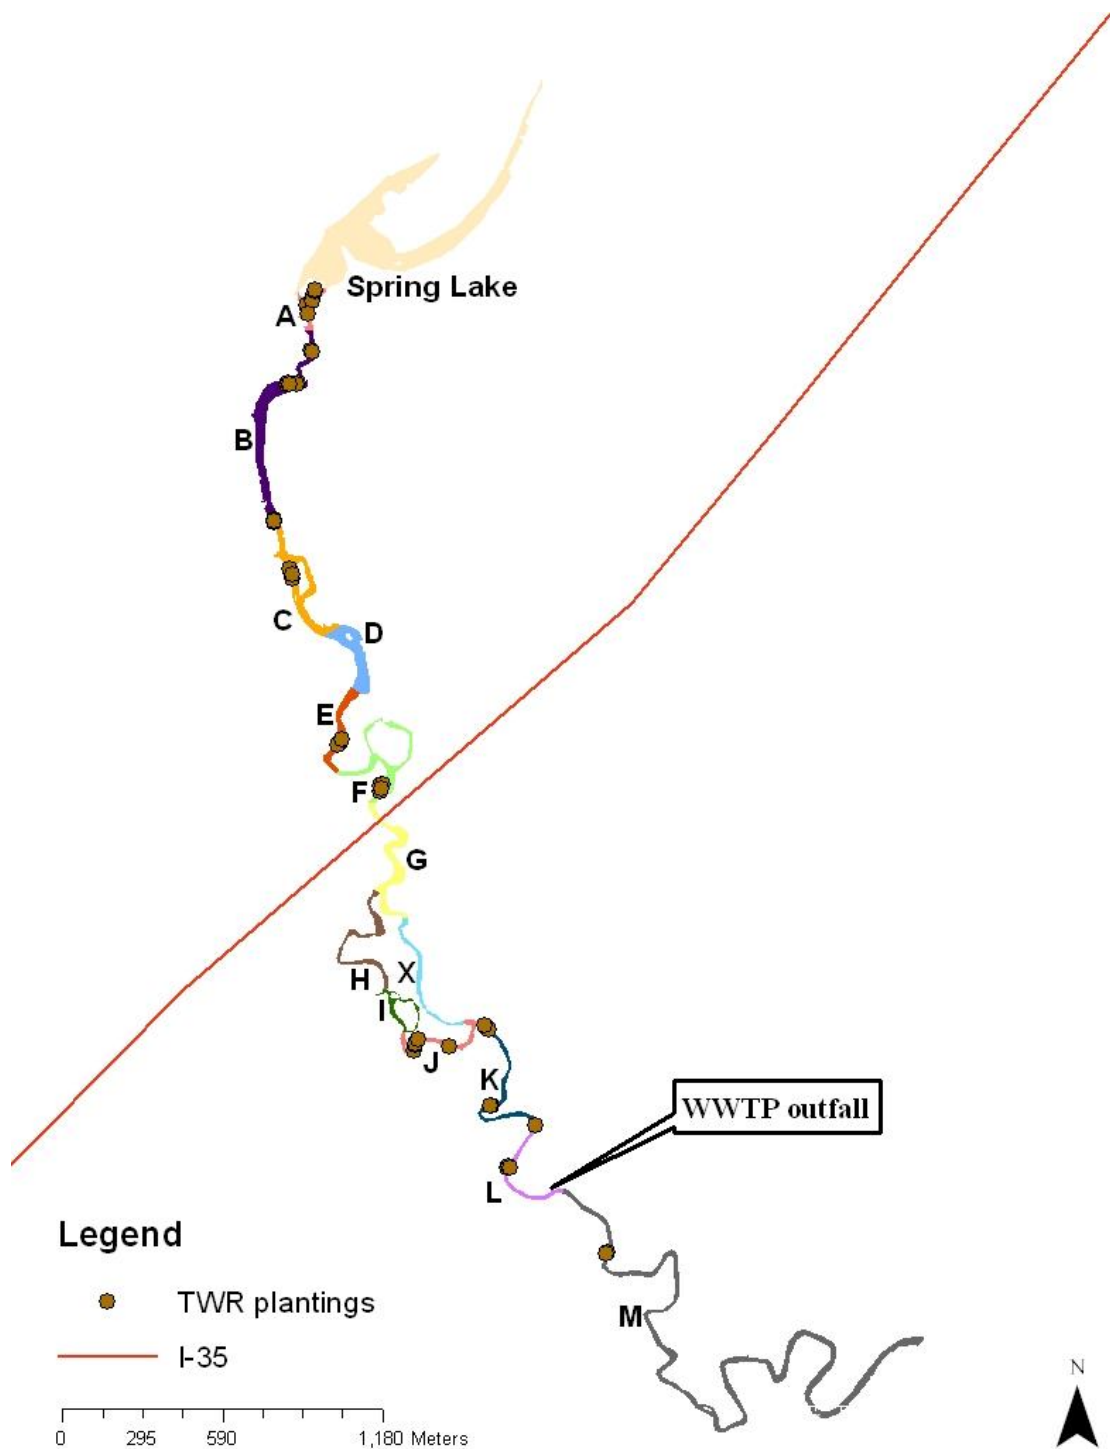 Spring Lake
A
B
C
D
E
F
G
H
X
I
J
K
WWTP outfall
L
Legend
TWR plantings
M
I-35
N
0 295 590 1,180 Meters